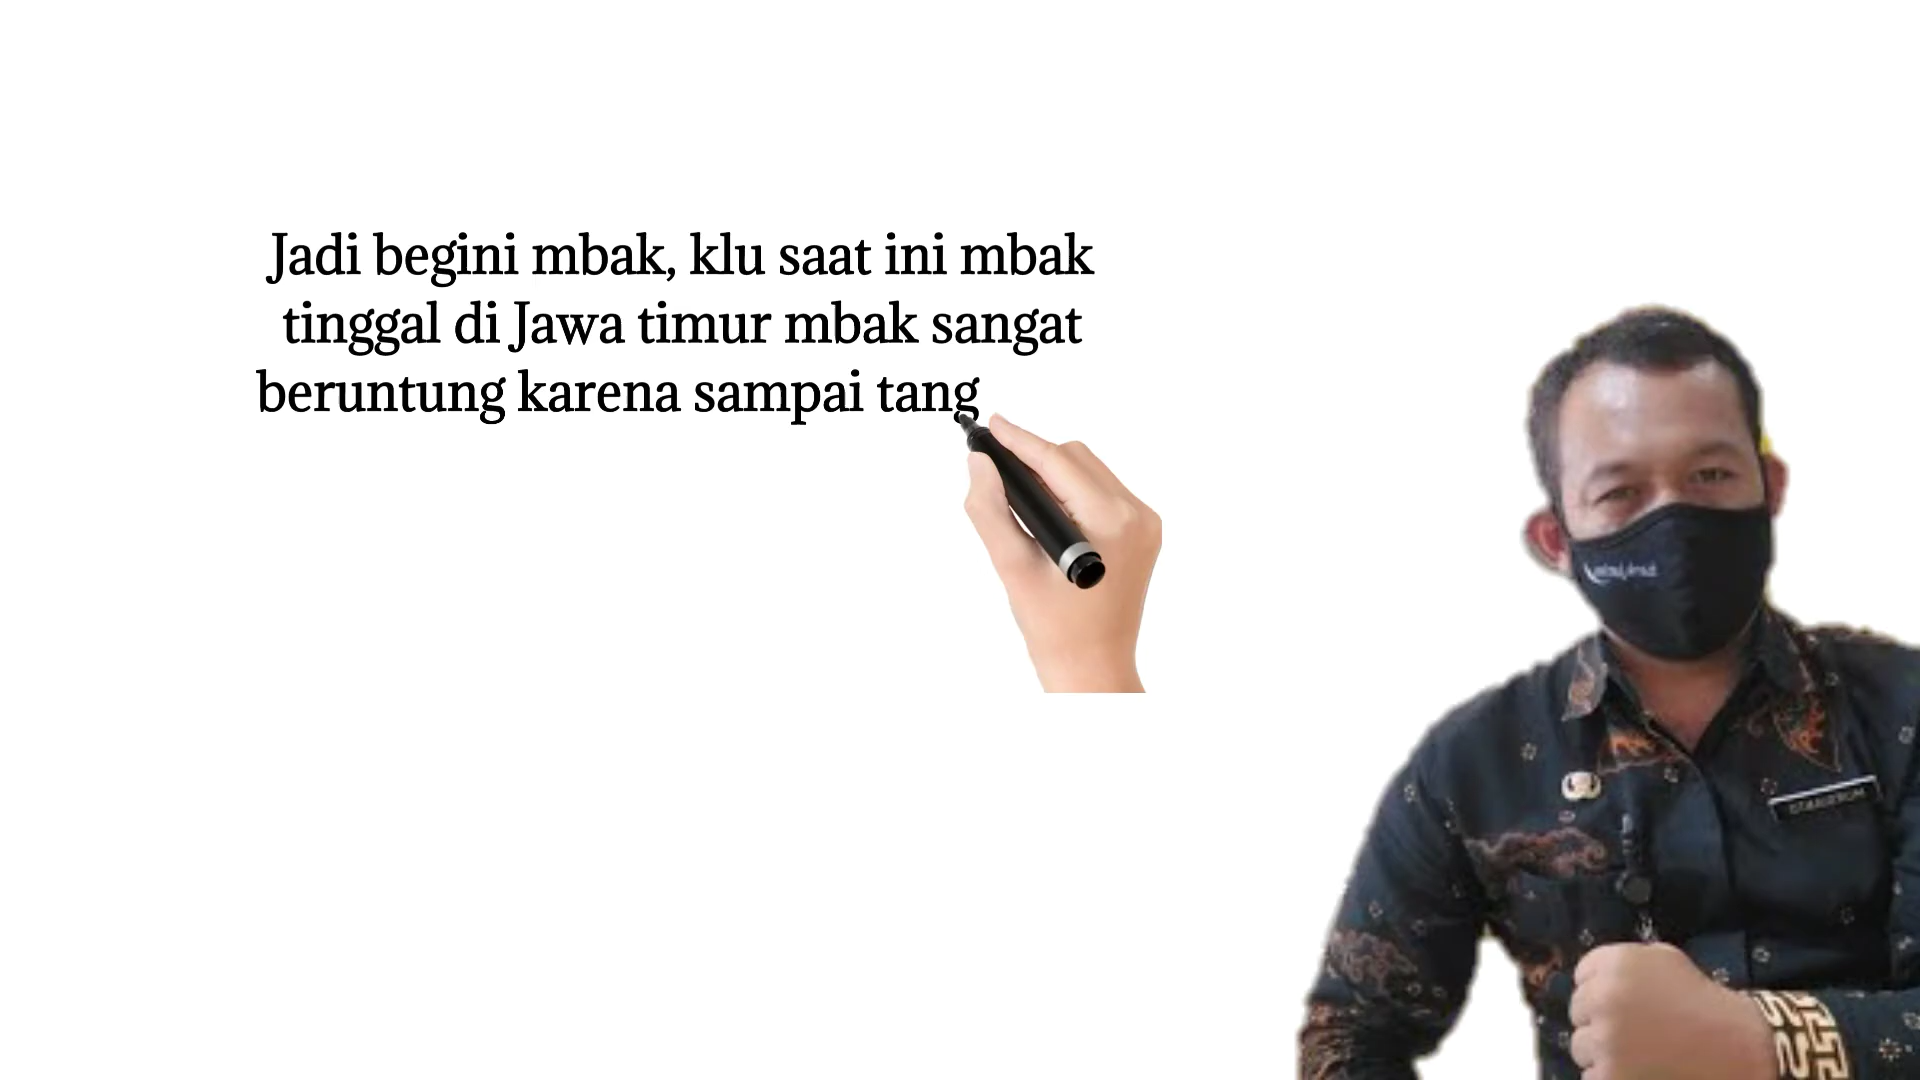 Jadi begini mbak, klu saat ini mbak
tinggal di Jawa timur mbak sangat
beruntung karena sampai tang